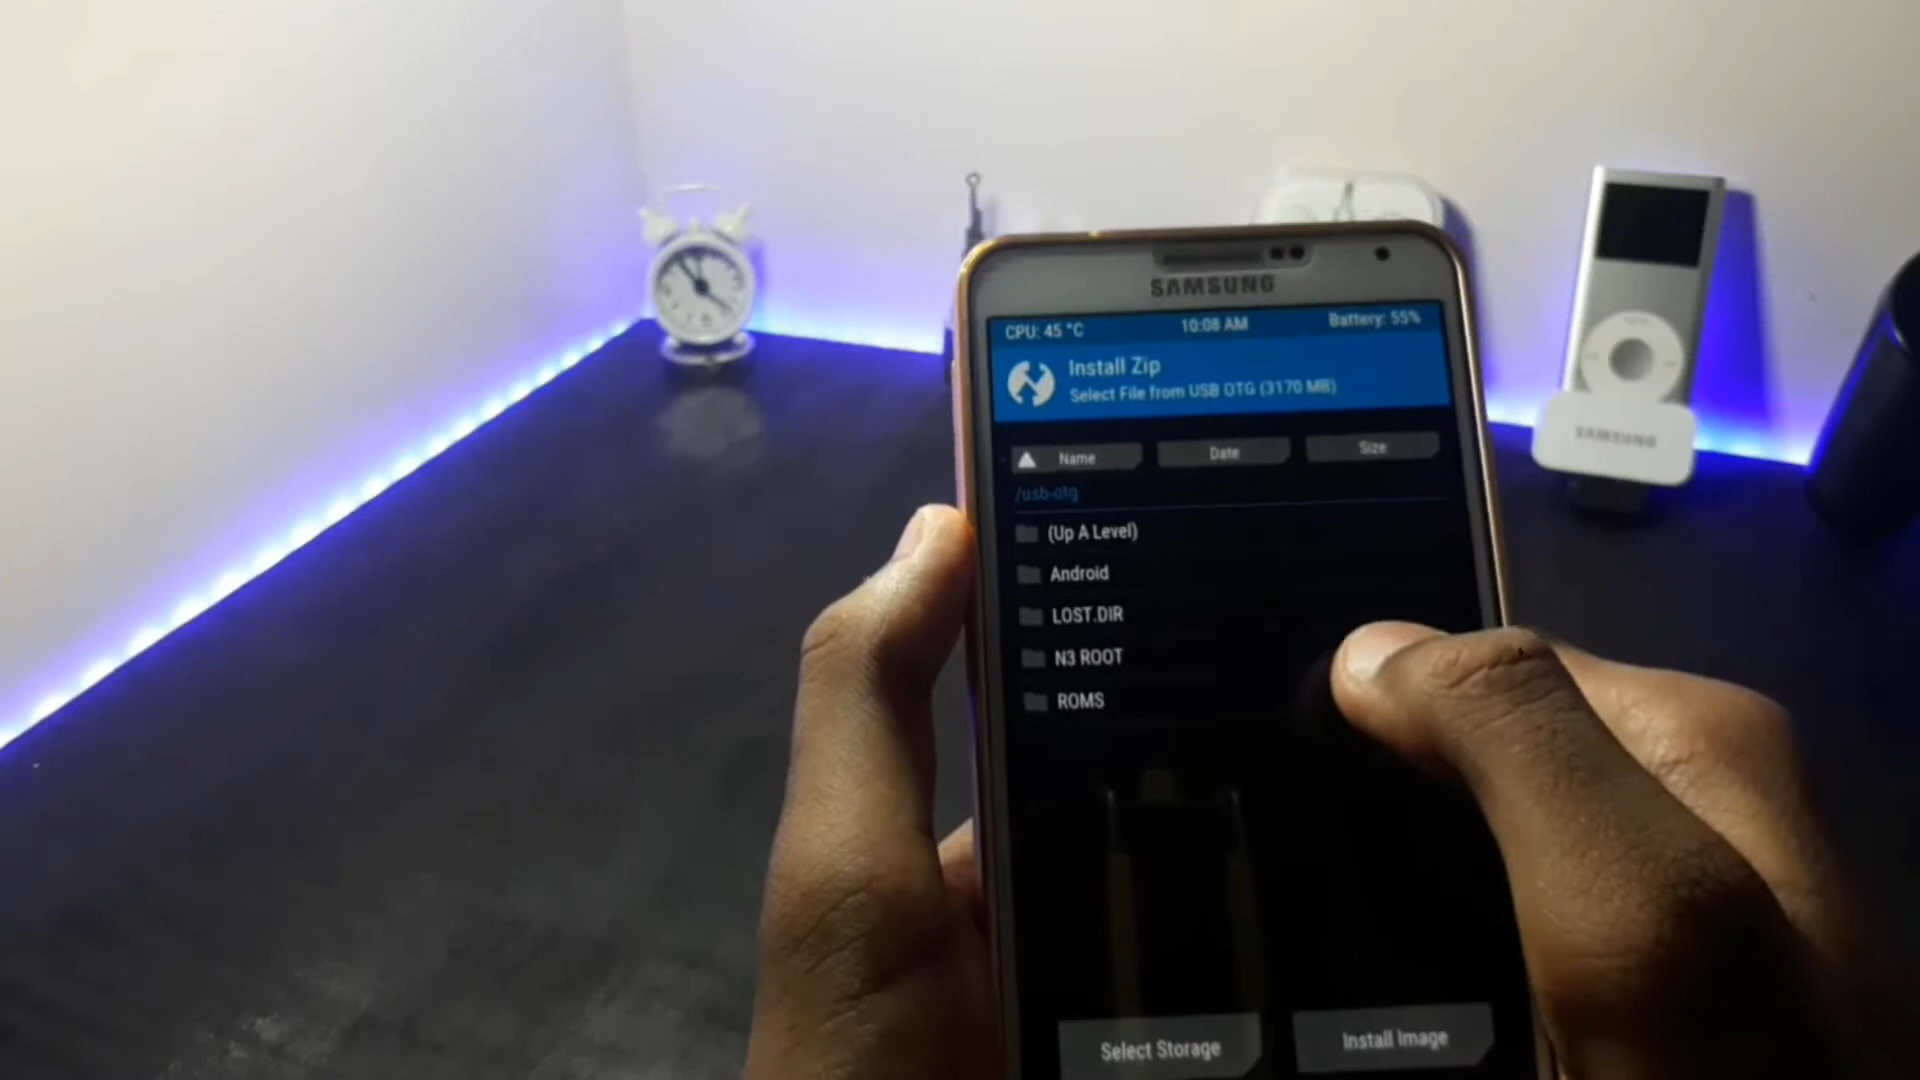 SAMSUNG
CPU: 45 °C 10:08 AM Battery: 55%
Install Zip
Select File from USB OTG (3170 MB)
Name Date Size
/usb-otg
(Up A Level)
Android
LOST.DIR
N3 ROOT
ROMS
Select Storage Install Image
SAMSUNG